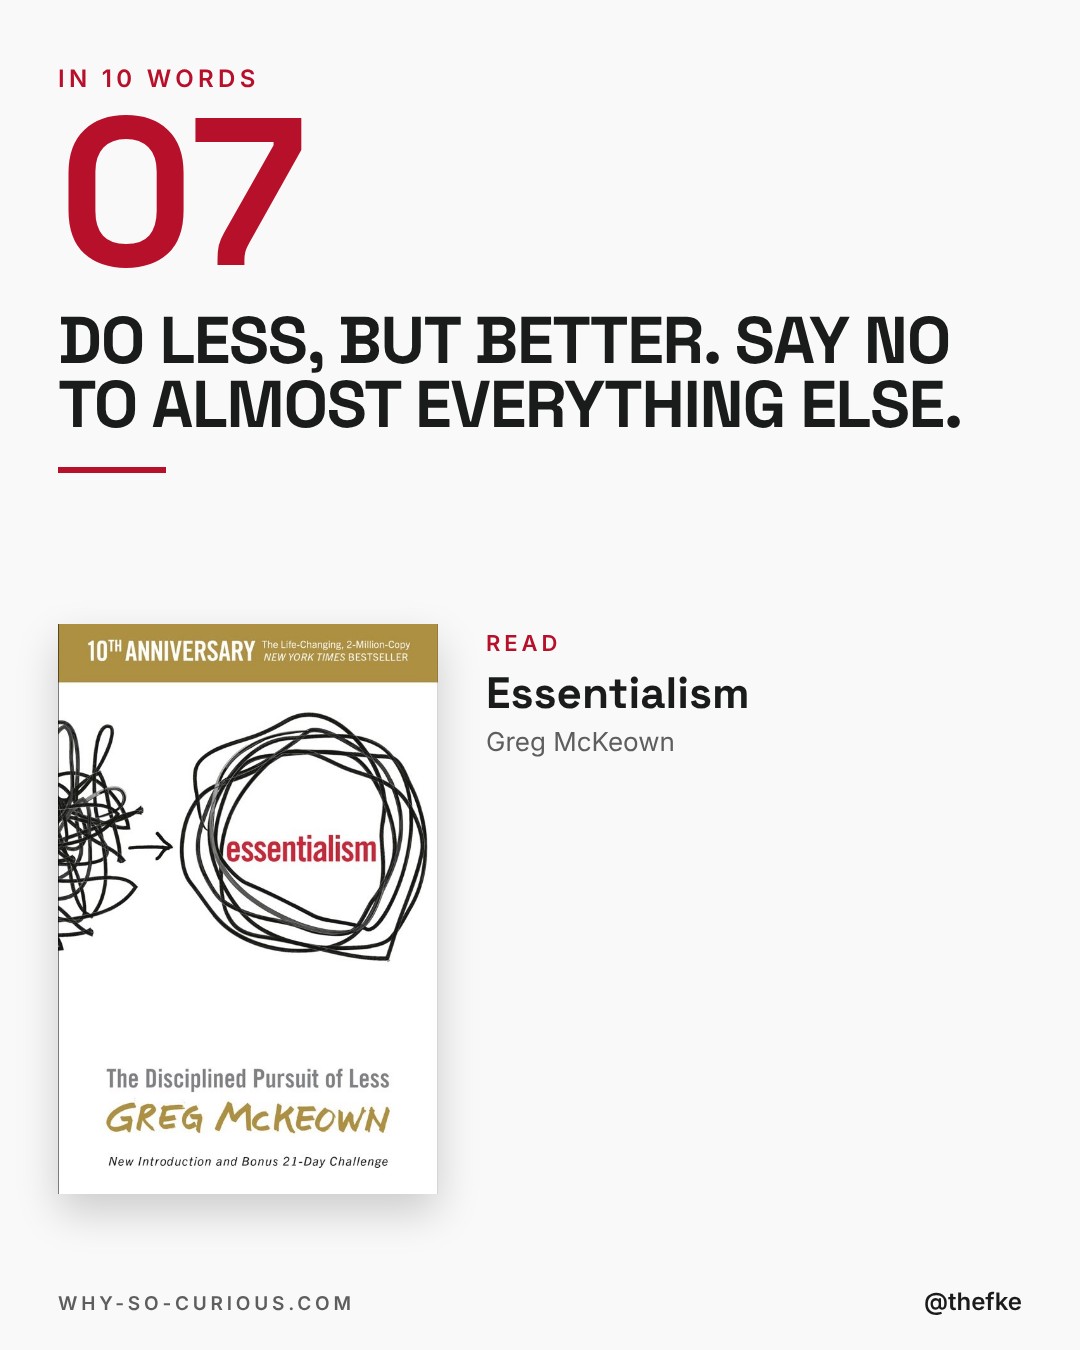 IN 10 WORDS
07
DO LESS, BUT BETTER. SAY NO
TO ALMOST EVERYTHING ELSE.
10TH ANNIVERSARY
The Life-Changing, 2-Million-Copy
NEW YORK TIMES BESTSELLER
essentialism
The Disciplined Pursuit of Less
GREG MCKEOWN
New Introduction and Bonus 21-Day Challenge
READ
Essentialism
Greg McKeown
WHY-SO-CURIOUS.COM
@thefke